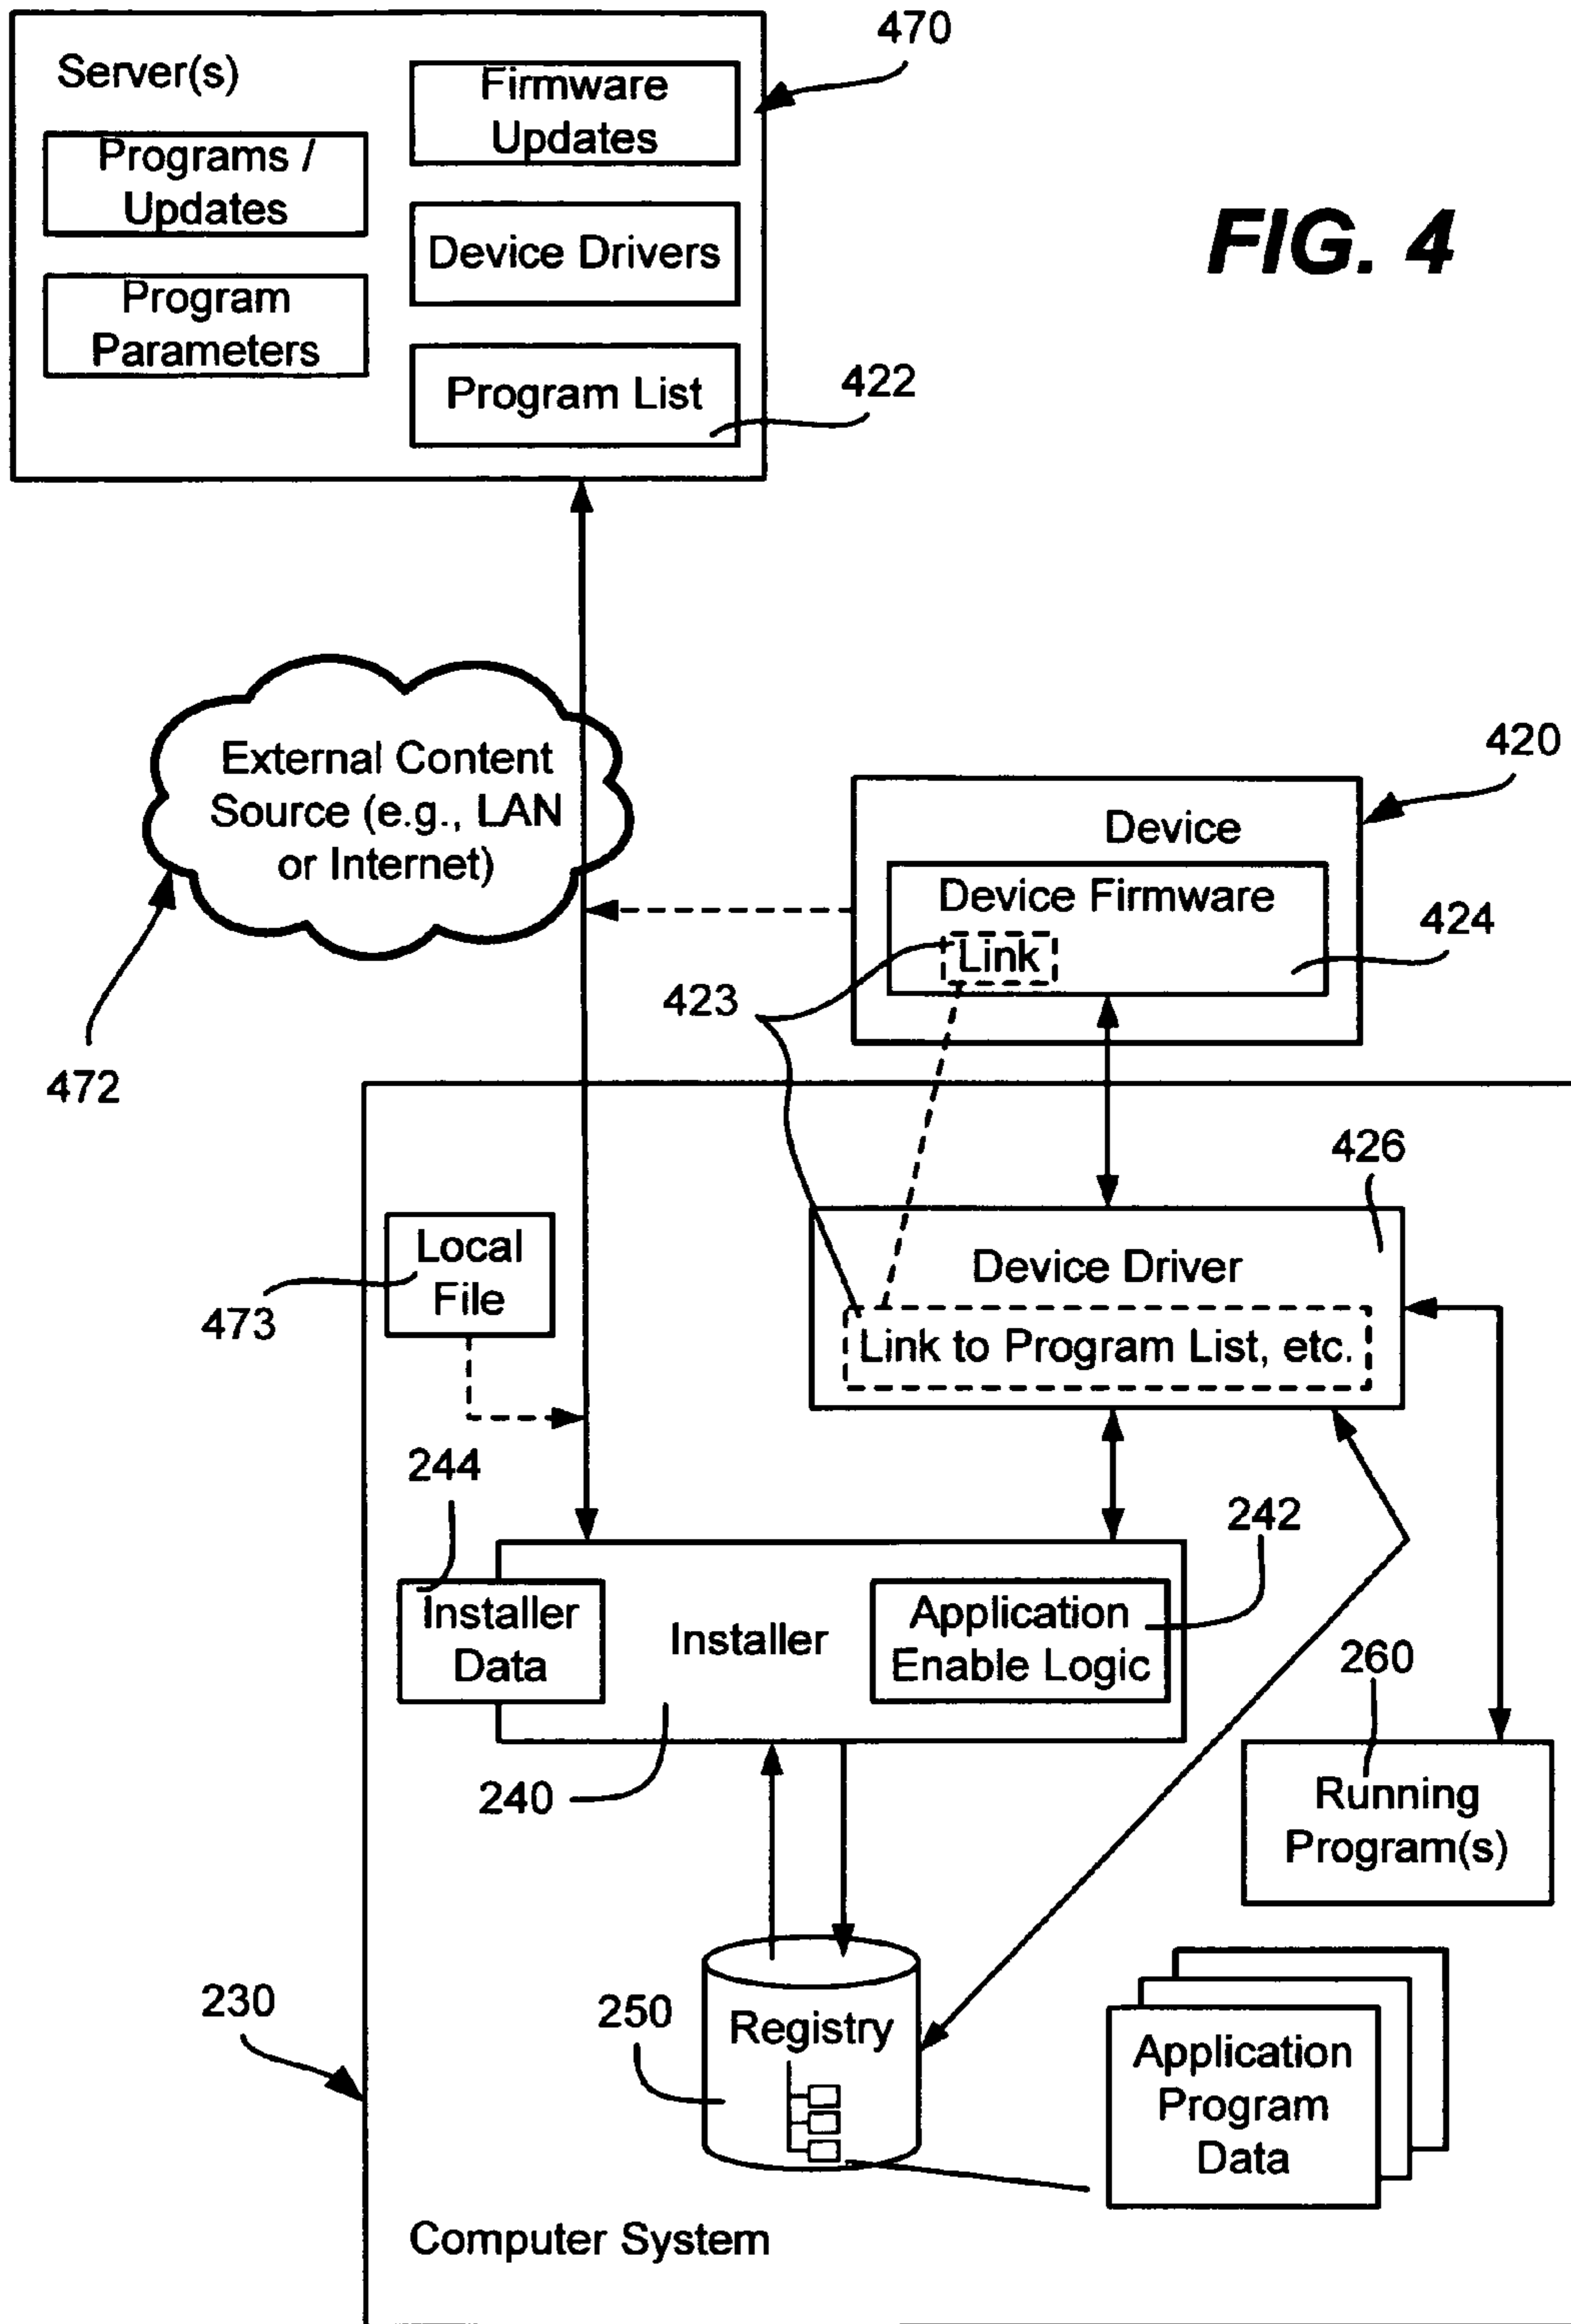 470
Server(s)
Firmware
Updates
Programs /
Updates
Device Drivers
FIG. 4
Program
Parameters
Program List
422
External Content
Source (e.g., LAN
or Internet)
472
420
Device
Device Firmware
424
Link
423
426
Local
File
473
Device Driver
Link to Program List, etc.
244
242
Installer
Data
Installer
Application
Enable Logic
240
260
Running
Program(s)
230
250
Registry
Application
Program
Data
Computer System